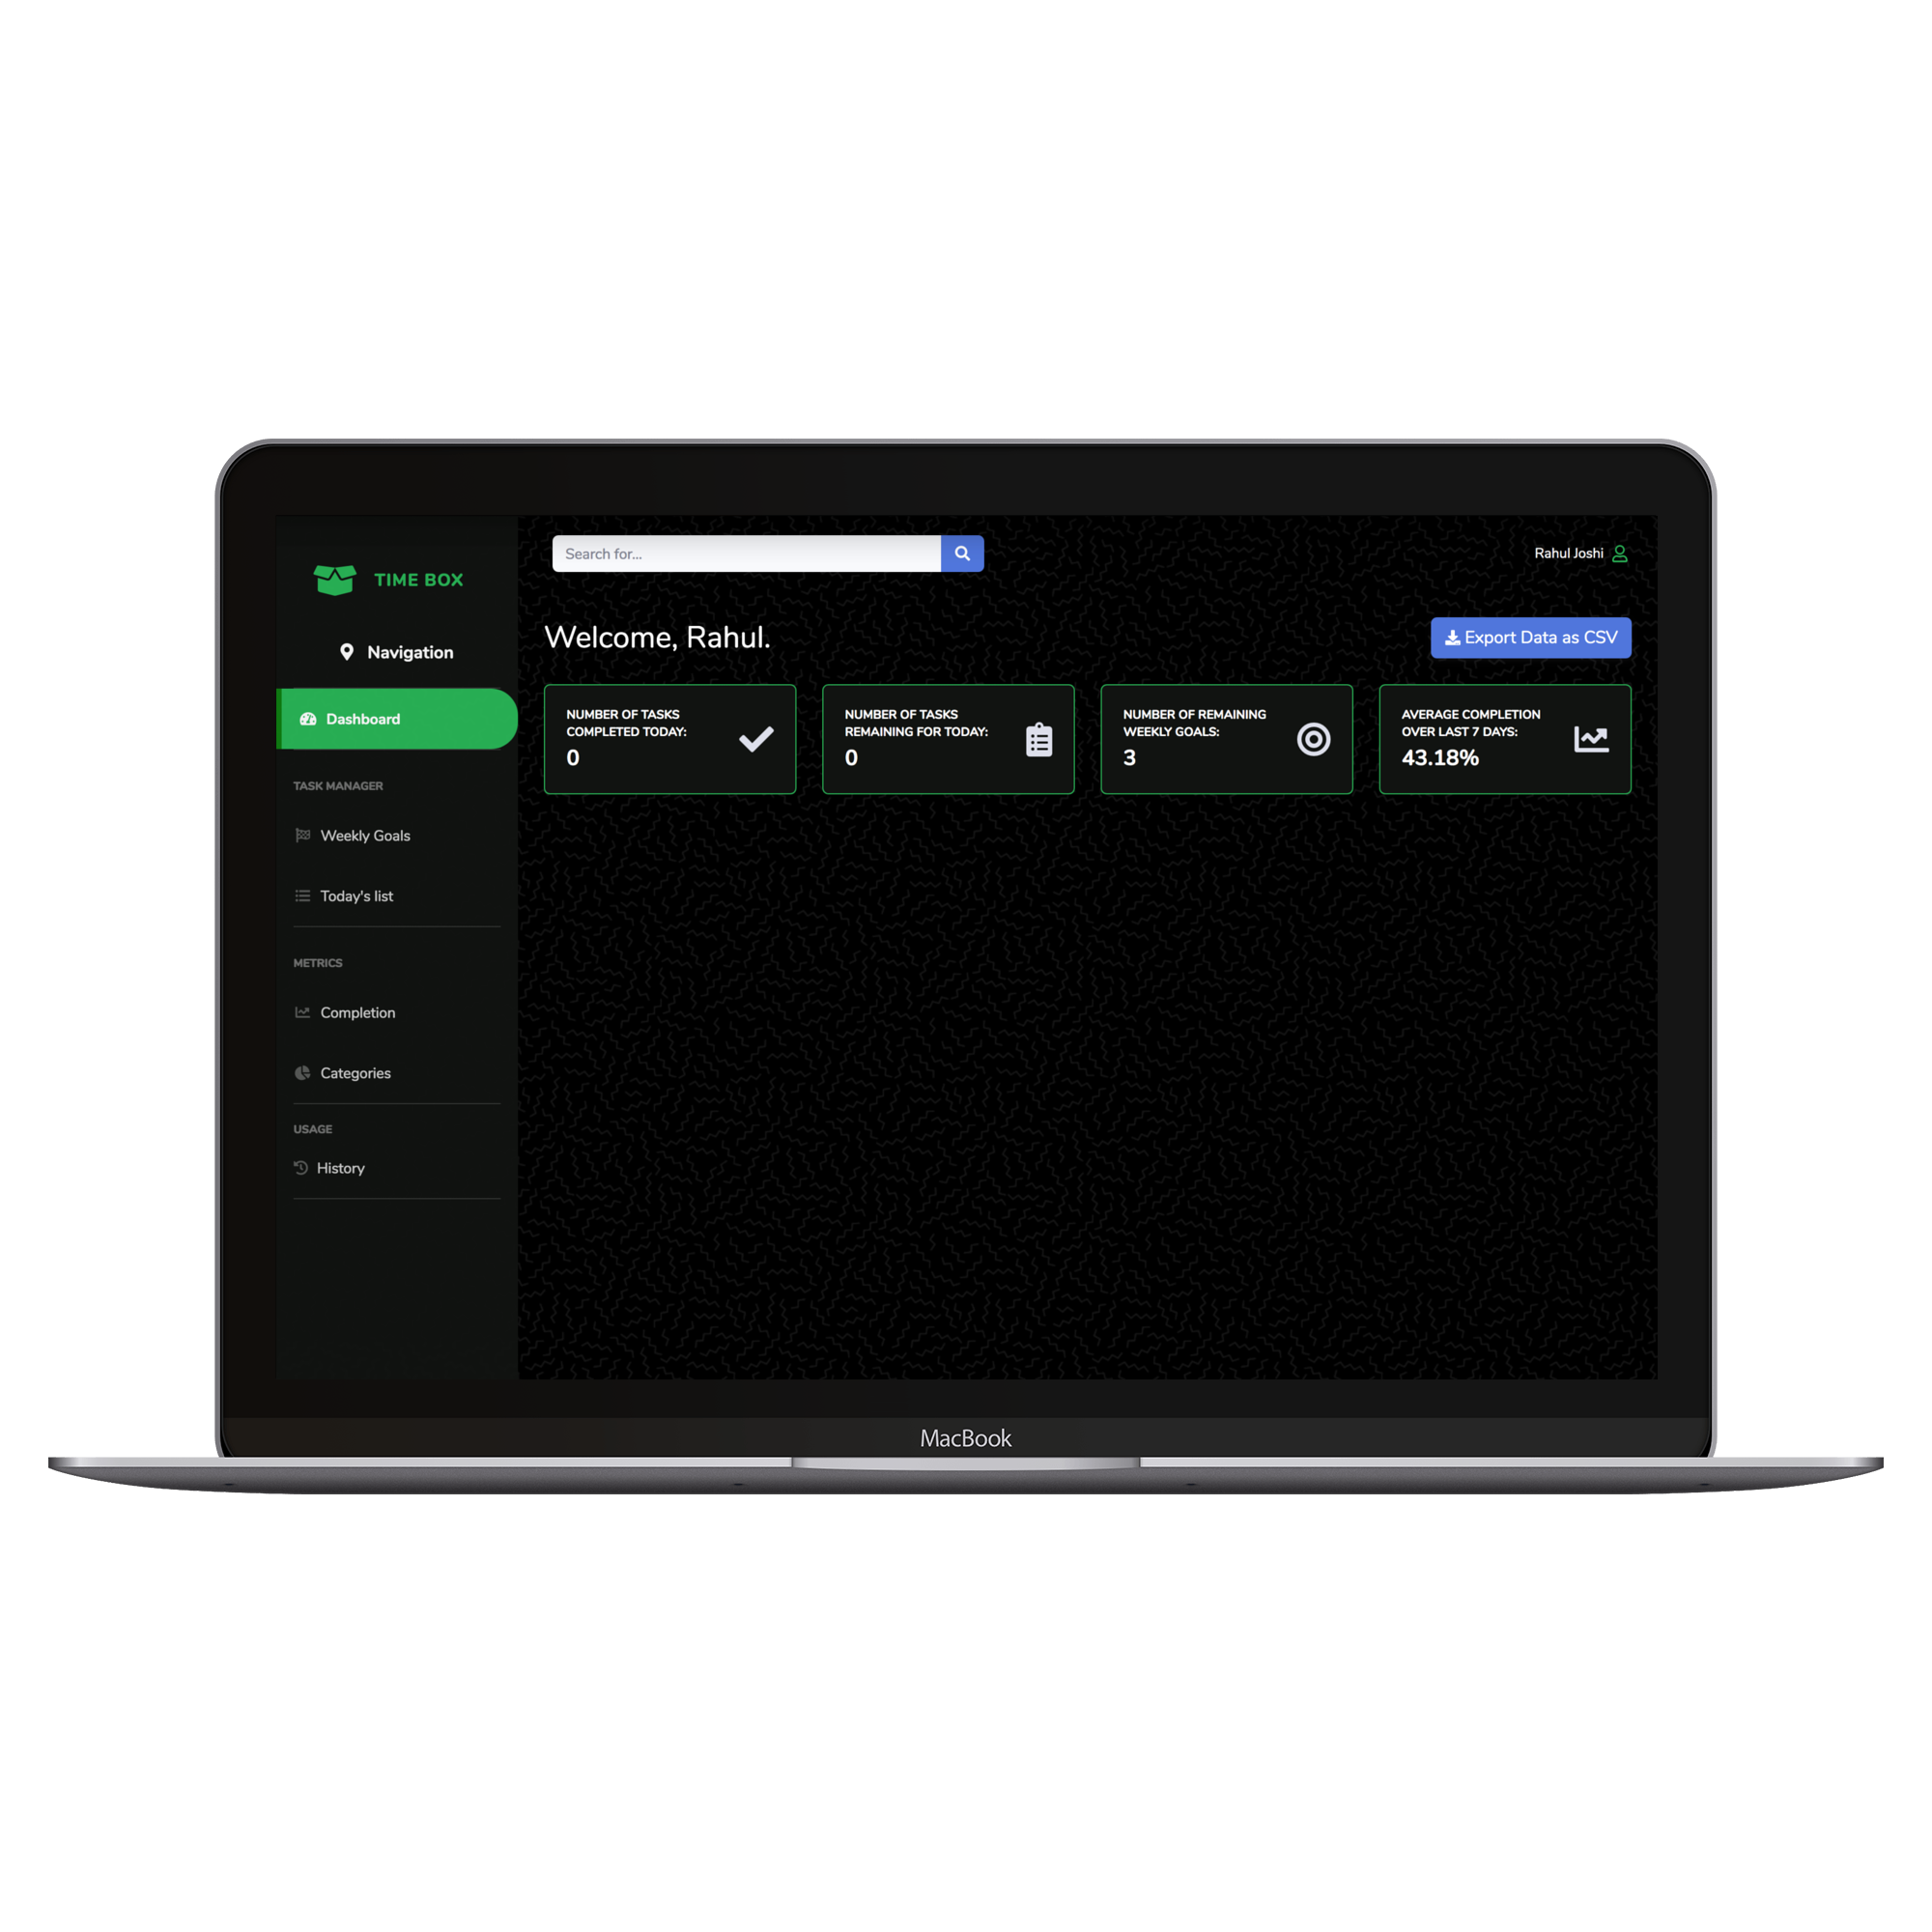 TIME BOX
Navigation
Dashboard
TASK MANAGER
Weekly Goals
Today's list
METRICS
Completion
Categories
USAGE
History
Search for...
Rahul Joshi
Welcome, Rahul.
Export Data as CSV
NUMBER OF TASKS
COMPLETED TODAY:
0
NUMBER OF TASKS
REMAINING FOR TODAY:
0
NUMBER OF REMAINING
WEEKLY GOALS:
3
AVERAGE COMPLETION
OVER LAST 7 DAYS:
43.18%
MacBook